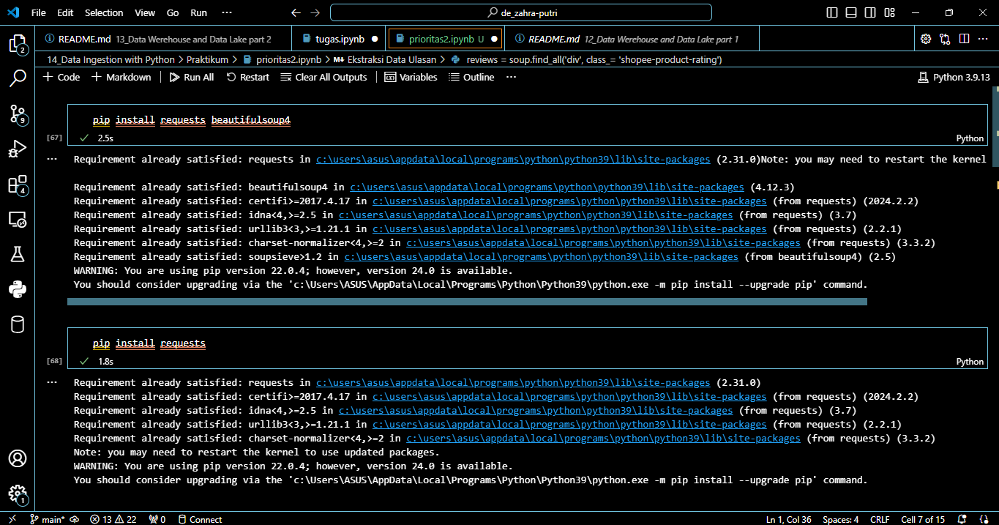 File Edit Selection View Go Run ··· de_zahra-putri
README.md 13_Data Werehouse and Data Lake part 2 tugas.ipynb prioritas2.ipynb U README.md 12_Data Werehouse and Data Lake part 1
14_Data Ingestion with Python > Praktikum > prioritas2.ipynb > M↓ Ekstraksi Data Ulasan > reviews = soup.find_all('div', class_= 'shopee-product-rating')
+ Code + Markdown Run All Restart Clear All Outputs Variables Outline ··· Python 3.9.13
2
9
4
1
pip install requests beautifulsoup4
[67] ✓ 2.5s Python
··· Requirement already satisfied: requests in c:\users\asus\appdata\local\programs\python\python39\lib\site-packages (2.31.0)Note: you may need to restart the kernel
Requirement already satisfied: beautifulsoup4 in c:\users\asus\appdata\local\programs\python\python39\lib\site-packages (4.12.3)
Requirement already satisfied: certifi>=2017.4.17 in c:\users\asus\appdata\local\programs\python\python39\lib\site-packages (from requests) (2024.2.2)
Requirement already satisfied: idna<4,>=2.5 in c:\users\asus\appdata\local\programs\python\python39\lib\site-packages (from requests) (3.7)
Requirement already satisfied: urllib3<3,>=1.21.1 in c:\users\asus\appdata\local\programs\python\python39\lib\site-packages (from requests) (2.2.1)
Requirement already satisfied: charset-normalizer<4,>=2 in c:\users\asus\appdata\local\programs\python\python39\lib\site-packages (from requests) (3.3.2)
Requirement already satisfied: soupsieve>1.2 in c:\users\asus\appdata\local\programs\python\python39\lib\site-packages (from beautifulsoup4) (2.5)
WARNING: You are using pip version 22.0.4; however, version 24.0 is available.
You should consider upgrading via the 'c:\Users\ASUS\AppData\Local\Programs\Python\Python39\python.exe -m pip install --upgrade pip' command.
pip install requests
[68] ✓ 1.8s Python
··· Requirement already satisfied: requests in c:\users\asus\appdata\local\programs\python\python39\lib\site-packages (2.31.0)
Requirement already satisfied: certifi>=2017.4.17 in c:\users\asus\appdata\local\programs\python\python39\lib\site-packages (from requests) (2024.2.2)
Requirement already satisfied: idna<4,>=2.5 in c:\users\asus\appdata\local\programs\python\python39\lib\site-packages (from requests) (3.7)
Requirement already satisfied: urllib3<3,>=1.21.1 in c:\users\asus\appdata\local\programs\python\python39\lib\site-packages (from requests) (2.2.1)
Requirement already satisfied: charset-normalizer<4,>=2 in c:\users\asus\appdata\local\programs\python\python39\lib\site-packages (from requests) (3.3.2)
Note: you may need to restart the kernel to use updated packages.
WARNING: You are using pip version 22.0.4; however, version 24.0 is available.
You should consider upgrading via the 'c:\Users\ASUS\AppData\Local\Programs\Python\Python39\python.exe -m pip install --upgrade pip' command.
main* 13 22 0 Connect Ln 1, Col 36 Spaces: 4 CRLF Cell 7 of 15